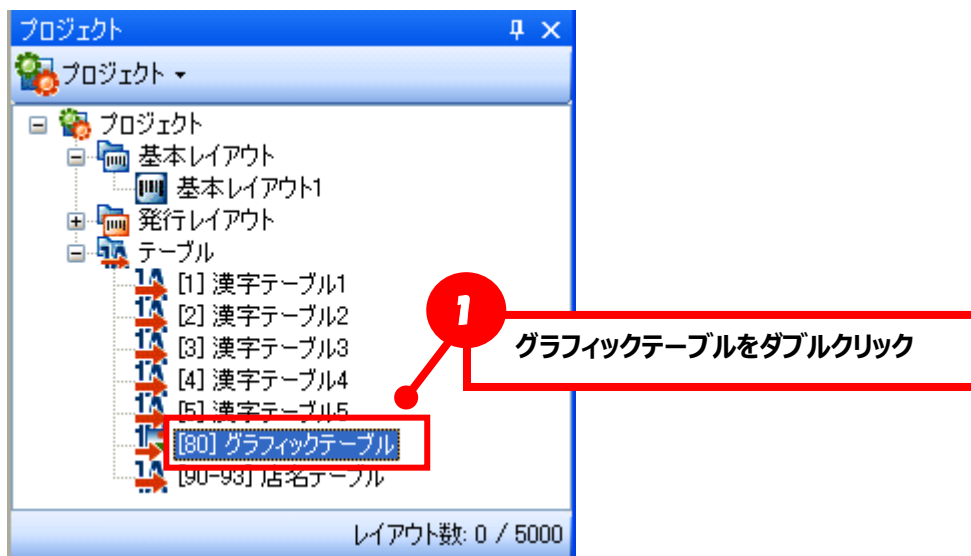 プロジェクト
プロジェクト
プロジェクト
基本レイアウト
基本レイアウト1
発行レイアウト
テーブル
[1] 漢字テーブル1
[2] 漢字テーブル2
[3] 漢字テーブル3
[4] 漢字テーブル4
[5] 漢字テーブル5
[80] グラフィックテーブル
[90-93] 店名テーブル
1
グラフィックテーブルをダブルクリック
レイアウト数: 0 / 5000